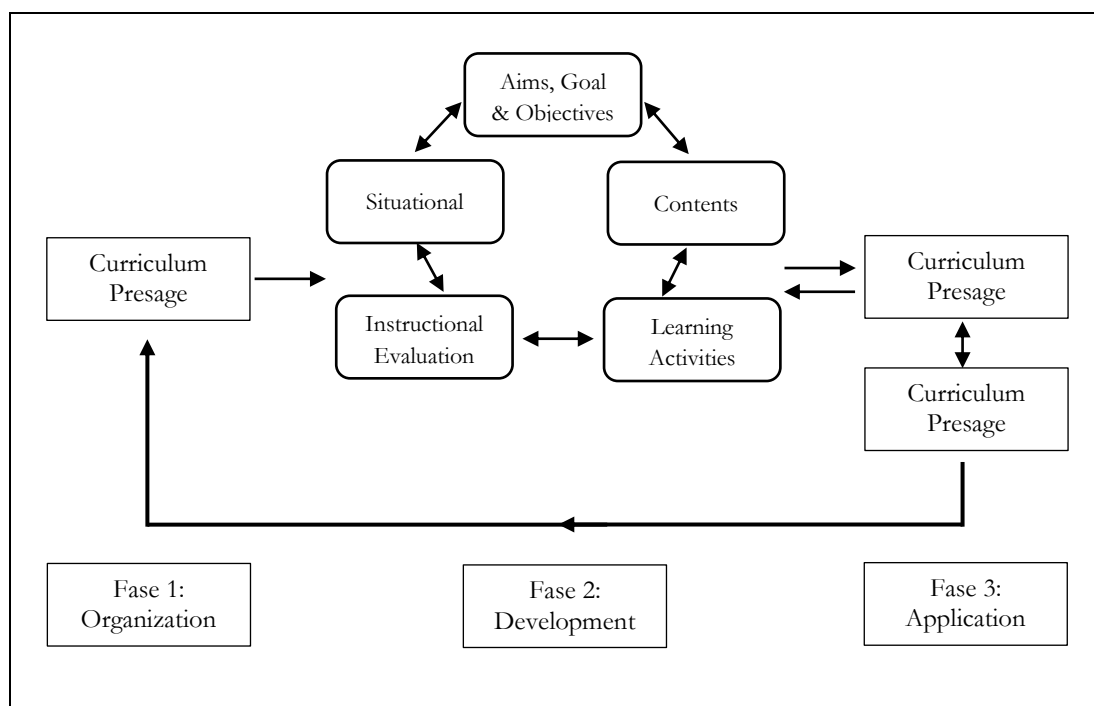 Aims, Goal
& Objectives
Situational
Contents
Curriculum
Presage
Curriculum
Presage
Instructional
Evaluation
Learning
Activities
Curriculum
Presage
Fase 1:
Organization
Fase 2:
Development
Fase 3:
Application